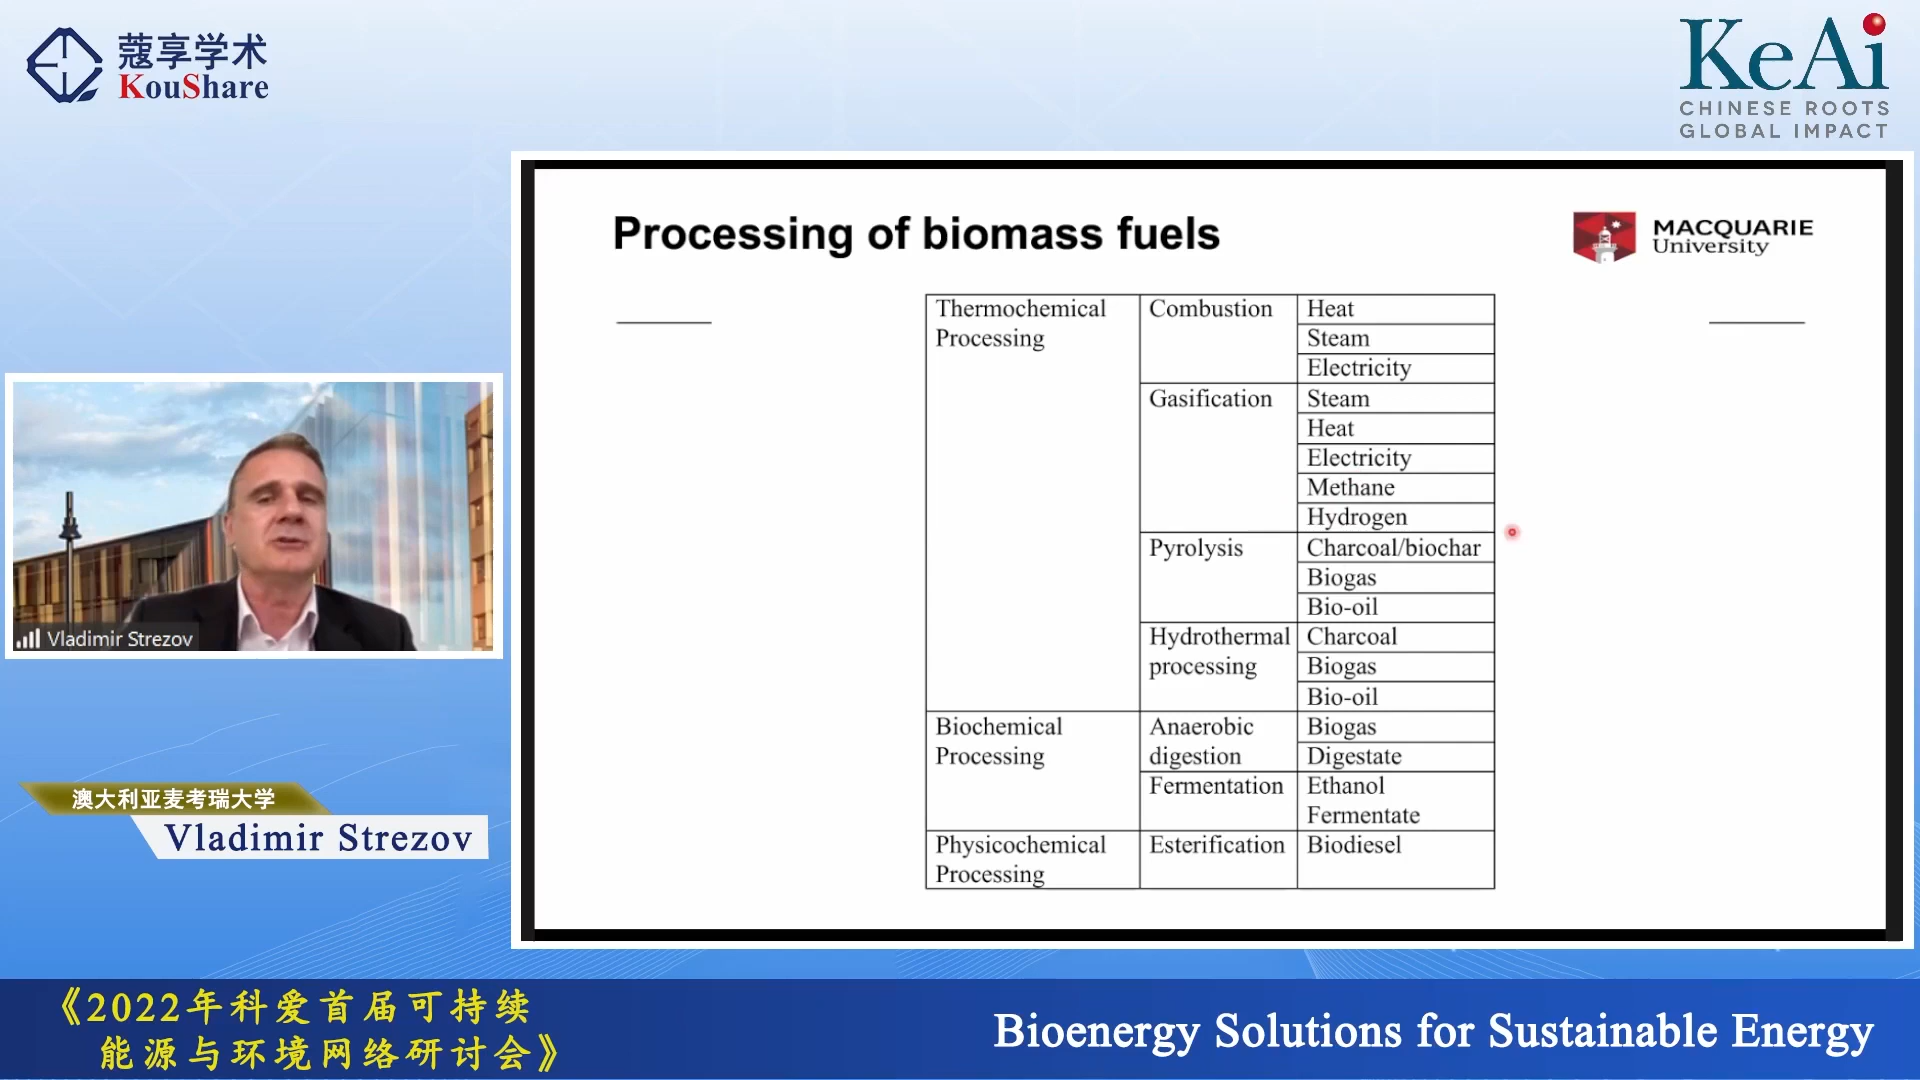 蔻享学术
KouShare
KeAi
CHINESE ROOTS
GLOBAL IMPACT
Processing of biomass fuels
MACQUARIE
University
Thermochemical
Processing
Combustion
Heat
Steam
Electricity
Gasification
Steam
Heat
Electricity
Methane
Hydrogen
Pyrolysis
Charcoal/biochar
Biogas
Bio-oil
Hydrothermal
processing
Charcoal
Biogas
Bio-oil
Biochemical
Processing
Anaerobic
digestion
Biogas
Digestate
Fermentation
Ethanol
Fermentate
Physicochemical
Processing
Esterification
Biodiesel
Vladimir Strezov
澳大利亚麦考瑞大学
Vladimir Strezov
《2022年科爱首届可持续
能源与环境网络研讨会》
Bioenergy Solutions for Sustainable Energy